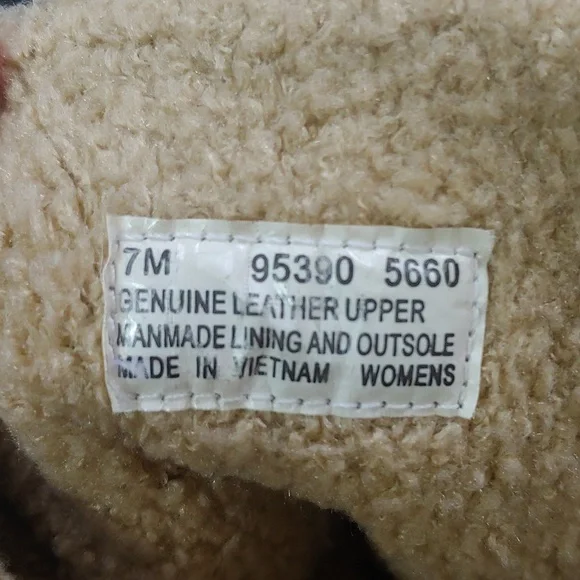 7M 95390 5660
GENUINE LEATHER UPPER
MANMADE LINING AND OUTSOLE
MADE IN VIETNAM WOMENS